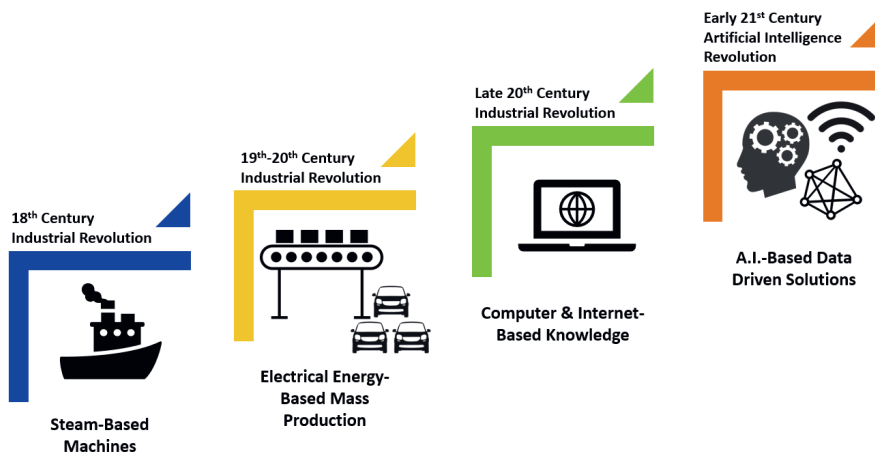 18th Century
Industrial Revolution
Steam-Based
Machines
19th-20th Century
Industrial Revolution
Electrical Energy-
Based Mass
Production
Late 20th Century
Industrial Revolution
Computer & Internet-
Based Knowledge
Early 21st Century
Artificial Intelligence
Revolution
A.I.-Based Data
Driven Solutions